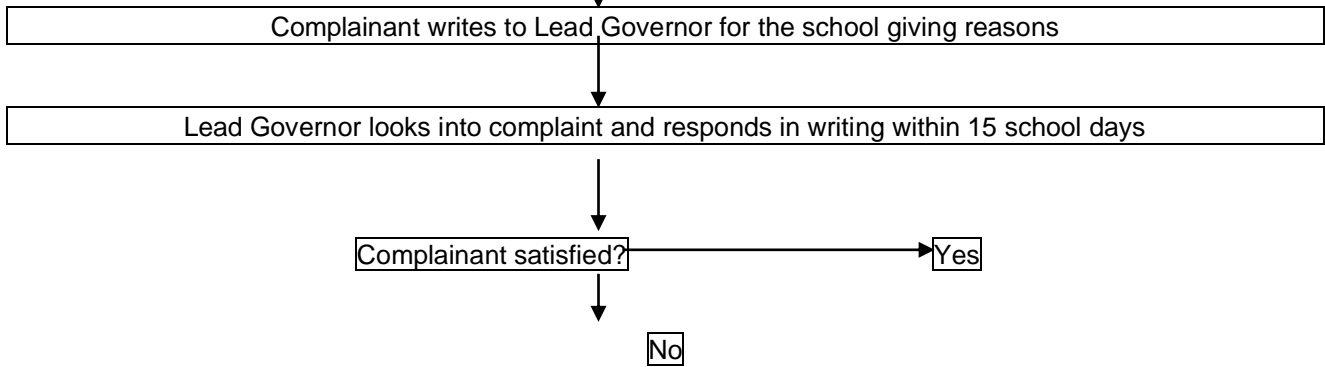 Complainant writes to Lead Governor for the school giving reasons
Lead Governor looks into complaint and responds in writing within 15 school days
Complainant satisfied?
Yes
No